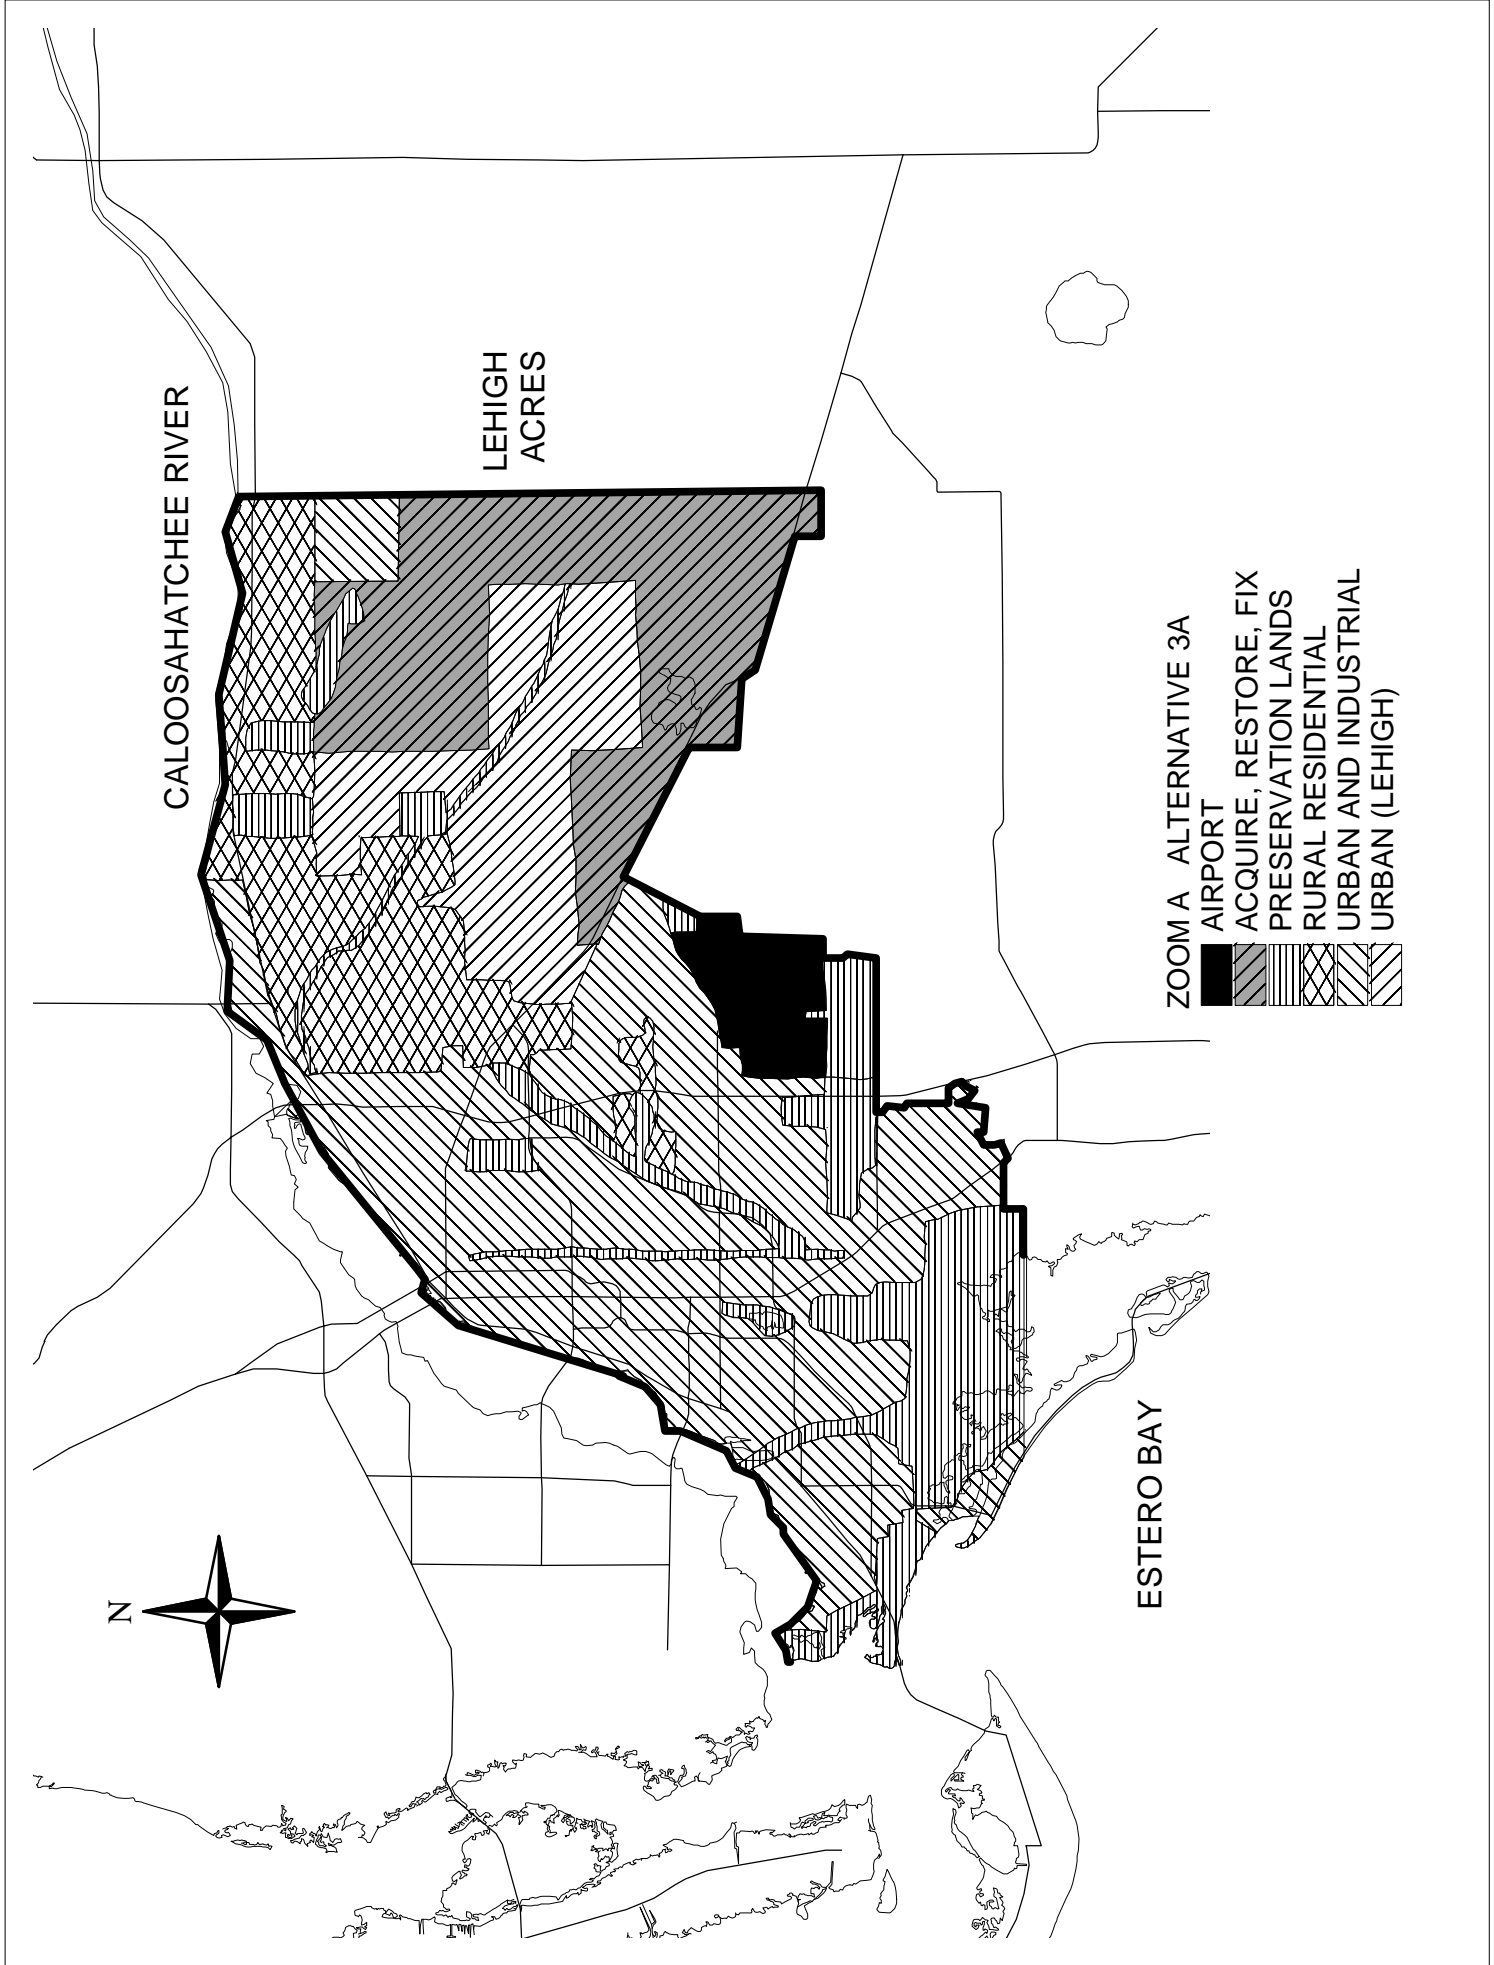 N
CALOOSAHATCHEE RIVER
LEHIGH
ACRES
ESTERO BAY
ZOOM A ALTERNATIVE 3A
AIRPORT
ACQUIRE, RESTORE, FIX
PRESERVATION LANDS
RURAL RESIDENTIAL
URBAN AND INDUSTRIAL
URBAN (LEHIGH)